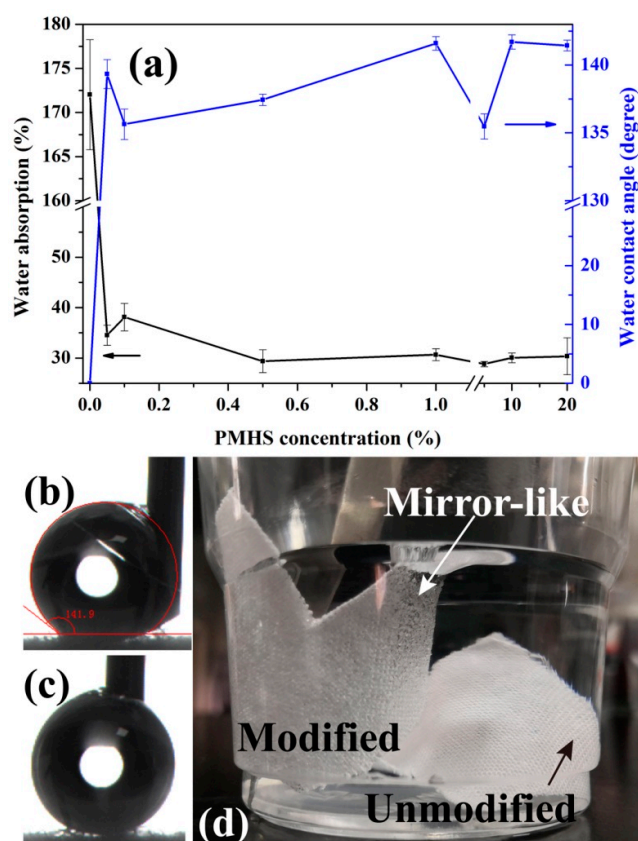 (a)
180
175
170
165
160
50
40
30
Water absorption (%)
140
135
130
20
10
0
Water contact angle (degree)
0.0 0.2 0.4 0.6 0.8 1.0 10 20
PMHS concentration (%)
(b)
141.9
(c)
Mirror-like
Modified
Unmodified
(d)